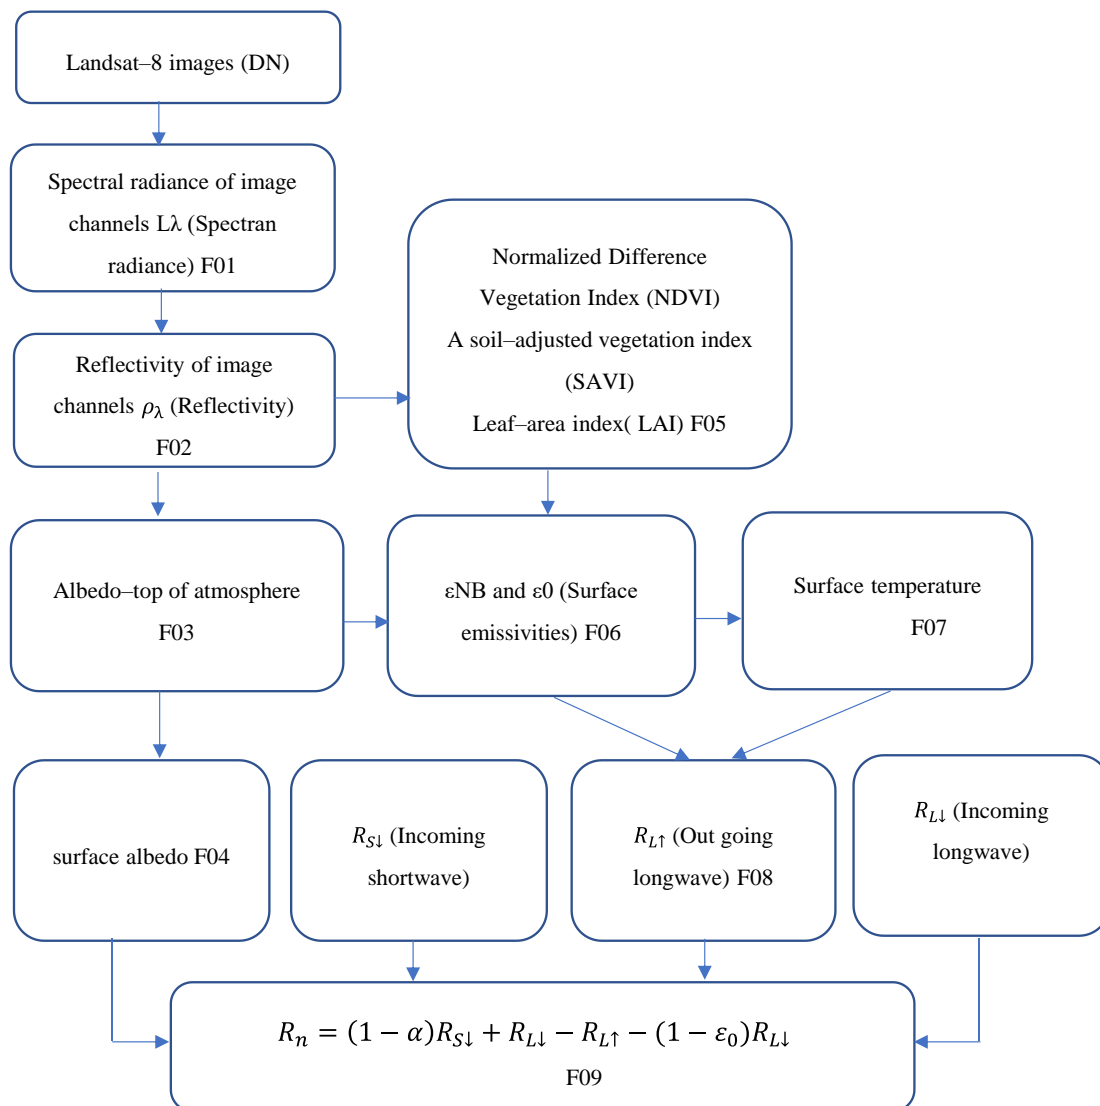 Landsat–8 images (DN)
Spectral radiance of image
channels Lλ (Spectran
radiance) F01
Normalized Difference
Vegetation Index (NDVI)
A soil–adjusted vegetation index
(SAVI)
Leaf–area index( LAI) F05
Reflectivity of image
channels ρλ (Reflectivity)
F02
Albedo–top of atmosphere
F03
εNB and ε0 (Surface
emissivities) F06
Surface temperature
F07
surface albedo F04
RS↓ (Incoming
shortwave)
RL↑ (Out going
longwave) F08
RL↓ (Incoming
longwave)
Rn = (1 − α)RS↓ + RL↓ − RL↑ − (1 − ε0)RL↓
F09